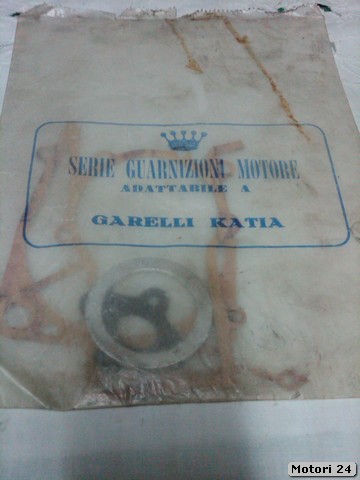 SERIE GUARNIZIONI MOTORE
ADATTABILE A
GARELLI KATIA
Motori 24